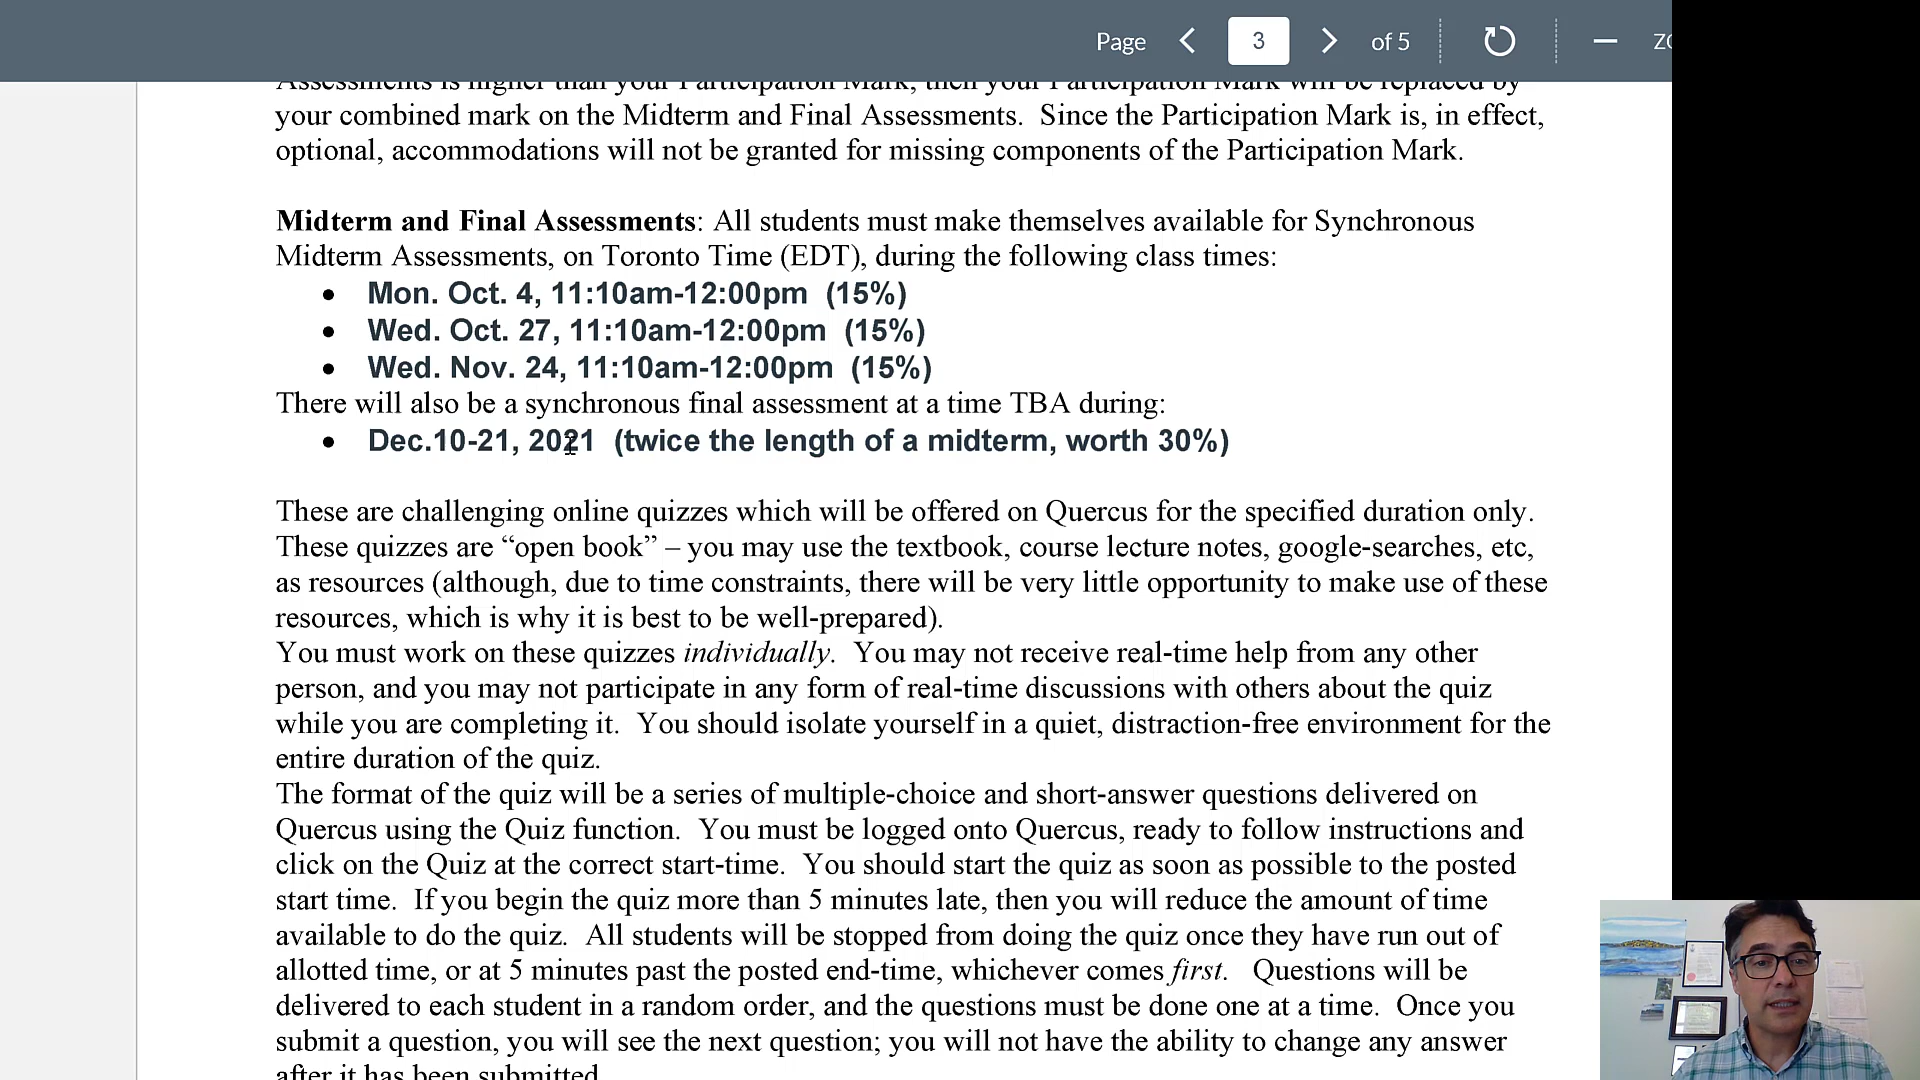 Page 3 of 5
Assessments is higher than your Participation Mark, then your Participation Mark will be replaced by
your combined mark on the Midterm and Final Assessments.  Since the Participation Mark is, in effect,
optional, accommodations will not be granted for missing components of the Participation Mark.
Midterm and Final Assessments: All students must make themselves available for Synchronous
Midterm Assessments, on Toronto Time (EDT), during the following class times:
• Mon. Oct. 4, 11:10am-12:00pm  (15%)
• Wed. Oct. 27, 11:10am-12:00pm  (15%)
• Wed. Nov. 24, 11:10am-12:00pm  (15%)
There will also be a synchronous final assessment at a time TBA during:
• Dec.10-21, 2021  (twice the length of a midterm, worth 30%)
These are challenging online quizzes which will be offered on Quercus for the specified duration only.
These quizzes are “open book” – you may use the textbook, course lecture notes, google-searches, etc,
as resources (although, due to time constraints, there will be very little opportunity to make use of these
resources, which is why it is best to be well-prepared).
You must work on these quizzes individually.  You may not receive real-time help from any other
person, and you may not participate in any form of real-time discussions with others about the quiz
while you are completing it.  You should isolate yourself in a quiet, distraction-free environment for the
entire duration of the quiz.
The format of the quiz will be a series of multiple-choice and short-answer questions delivered on
Quercus using the Quiz function.  You must be logged onto Quercus, ready to follow instructions and
click on the Quiz at the correct start-time.  You should start the quiz as soon as possible to the posted
start time.  If you begin the quiz more than 5 minutes late, then you will reduce the amount of time
available to do the quiz.  All students will be stopped from doing the quiz once they have run out of
allotted time, or at 5 minutes past the posted end-time, whichever comes first.   Questions will be
delivered to each student in a random order, and the questions must be done one at a time.  Once you
submit a question, you will see the next question; you will not have the ability to change any answer
after it has been submitted.